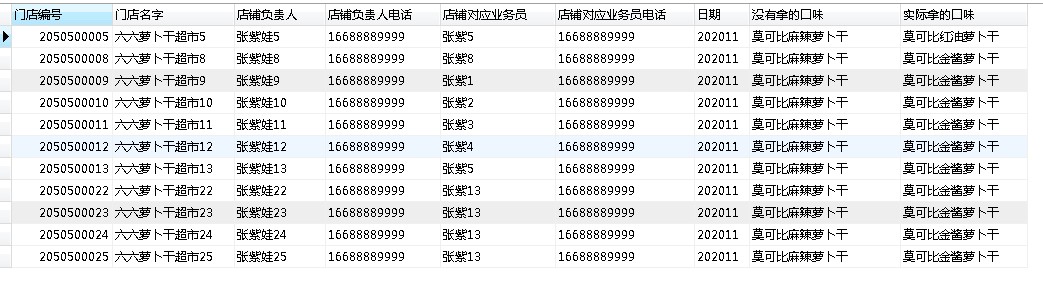 门店编号 门店名字 店铺负责人 店铺负责人电话 店铺对应业务员 店铺对应业务员电话 日期 没有拿的口味 实际拿的口味
2050500005 六六萝卜干超市5 张紫娃5 16688889999 张紫5 16688889999 202011 莫可比麻辣萝卜干 莫可比红油萝卜干
2050500008 六六萝卜干超市8 张紫娃8 16688889999 张紫8 16688889999 202011 莫可比麻辣萝卜干 莫可比金酱萝卜干
2050500009 六六萝卜干超市9 张紫娃9 16688889999 张紫1 16688889999 202011 莫可比麻辣萝卜干 莫可比金酱萝卜干
2050500010 六六萝卜干超市10 张紫娃10 16688889999 张紫2 16688889999 202011 莫可比麻辣萝卜干 莫可比金酱萝卜干
2050500011 六六萝卜干超市11 张紫娃11 16688889999 张紫3 16688889999 202011 莫可比麻辣萝卜干 莫可比金酱萝卜干
2050500012 六六萝卜干超市12 张紫娃12 16688889999 张紫4 16688889999 202011 莫可比麻辣萝卜干 莫可比金酱萝卜干
2050500013 六六萝卜干超市13 张紫娃13 16688889999 张紫5 16688889999 202011 莫可比麻辣萝卜干 莫可比金酱萝卜干
2050500022 六六萝卜干超市22 张紫娃22 16688889999 张紫13 16688889999 202011 莫可比麻辣萝卜干 莫可比金酱萝卜干
2050500023 六六萝卜干超市23 张紫娃23 16688889999 张紫13 16688889999 202011 莫可比麻辣萝卜干 莫可比金酱萝卜干
2050500024 六六萝卜干超市24 张紫娃24 16688889999 张紫13 16688889999 202011 莫可比麻辣萝卜干 莫可比金酱萝卜干
2050500025 六六萝卜干超市25 张紫娃25 16688889999 张紫13 16688889999 202011 莫可比麻辣萝卜干 莫可比金酱萝卜干